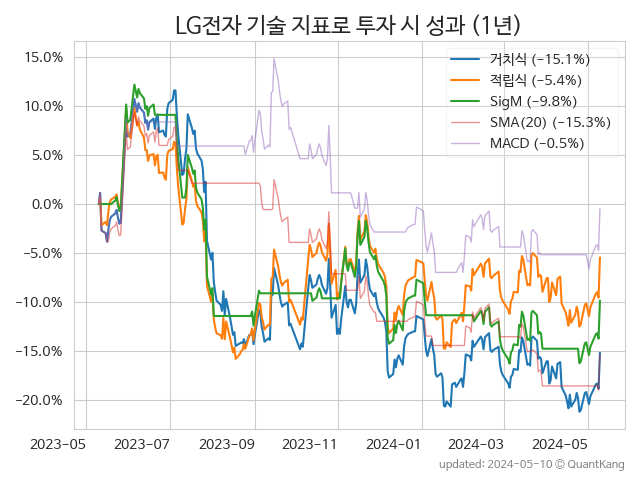 LG전자 기술 지표로 투자 시 성과 (1년)
거치식 (−15.1%)
적립식 (−5.4%)
SigM (−9.8%)
SMA(20) (−15.3%)
MACD (−0.5%)
15.0%
10.0%
5.0%
0.0%
−5.0%
−10.0%
−15.0%
−20.0%
2023-05 2023-07 2023-09 2023-11 2024-01 2024-03 2024-05
updated: 2024-05-10 ⓒ QuantKang